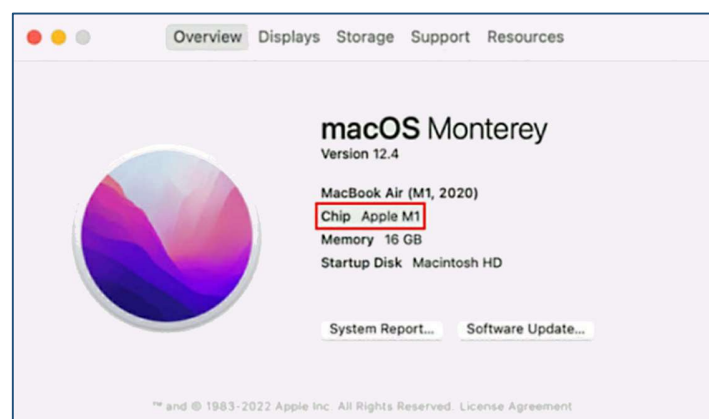 Overview Displays Storage Support Resources
macOS Monterey
Version 12.4
MacBook Air (M1, 2020)
Chip Apple M1
Memory 16 GB
Startup Disk Macintosh HD
System Report... Software Update...
™ and © 1983-2022 Apple Inc. All Rights Reserved. License Agreement